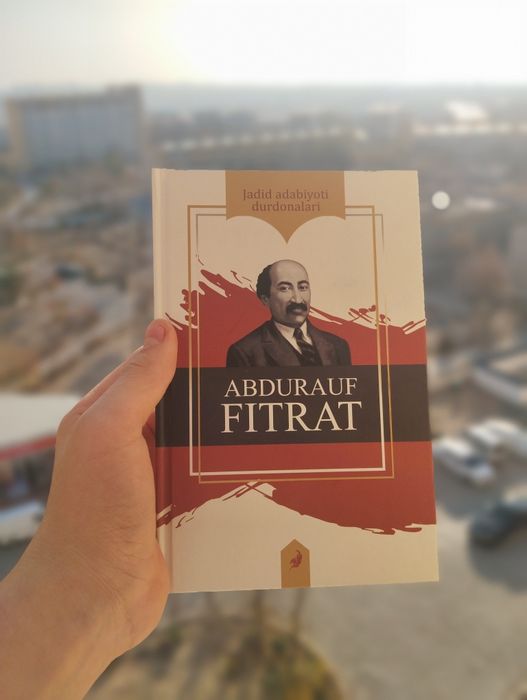 Jadid adabiyoti
durdonalari
ABDURAUF
FITRAT